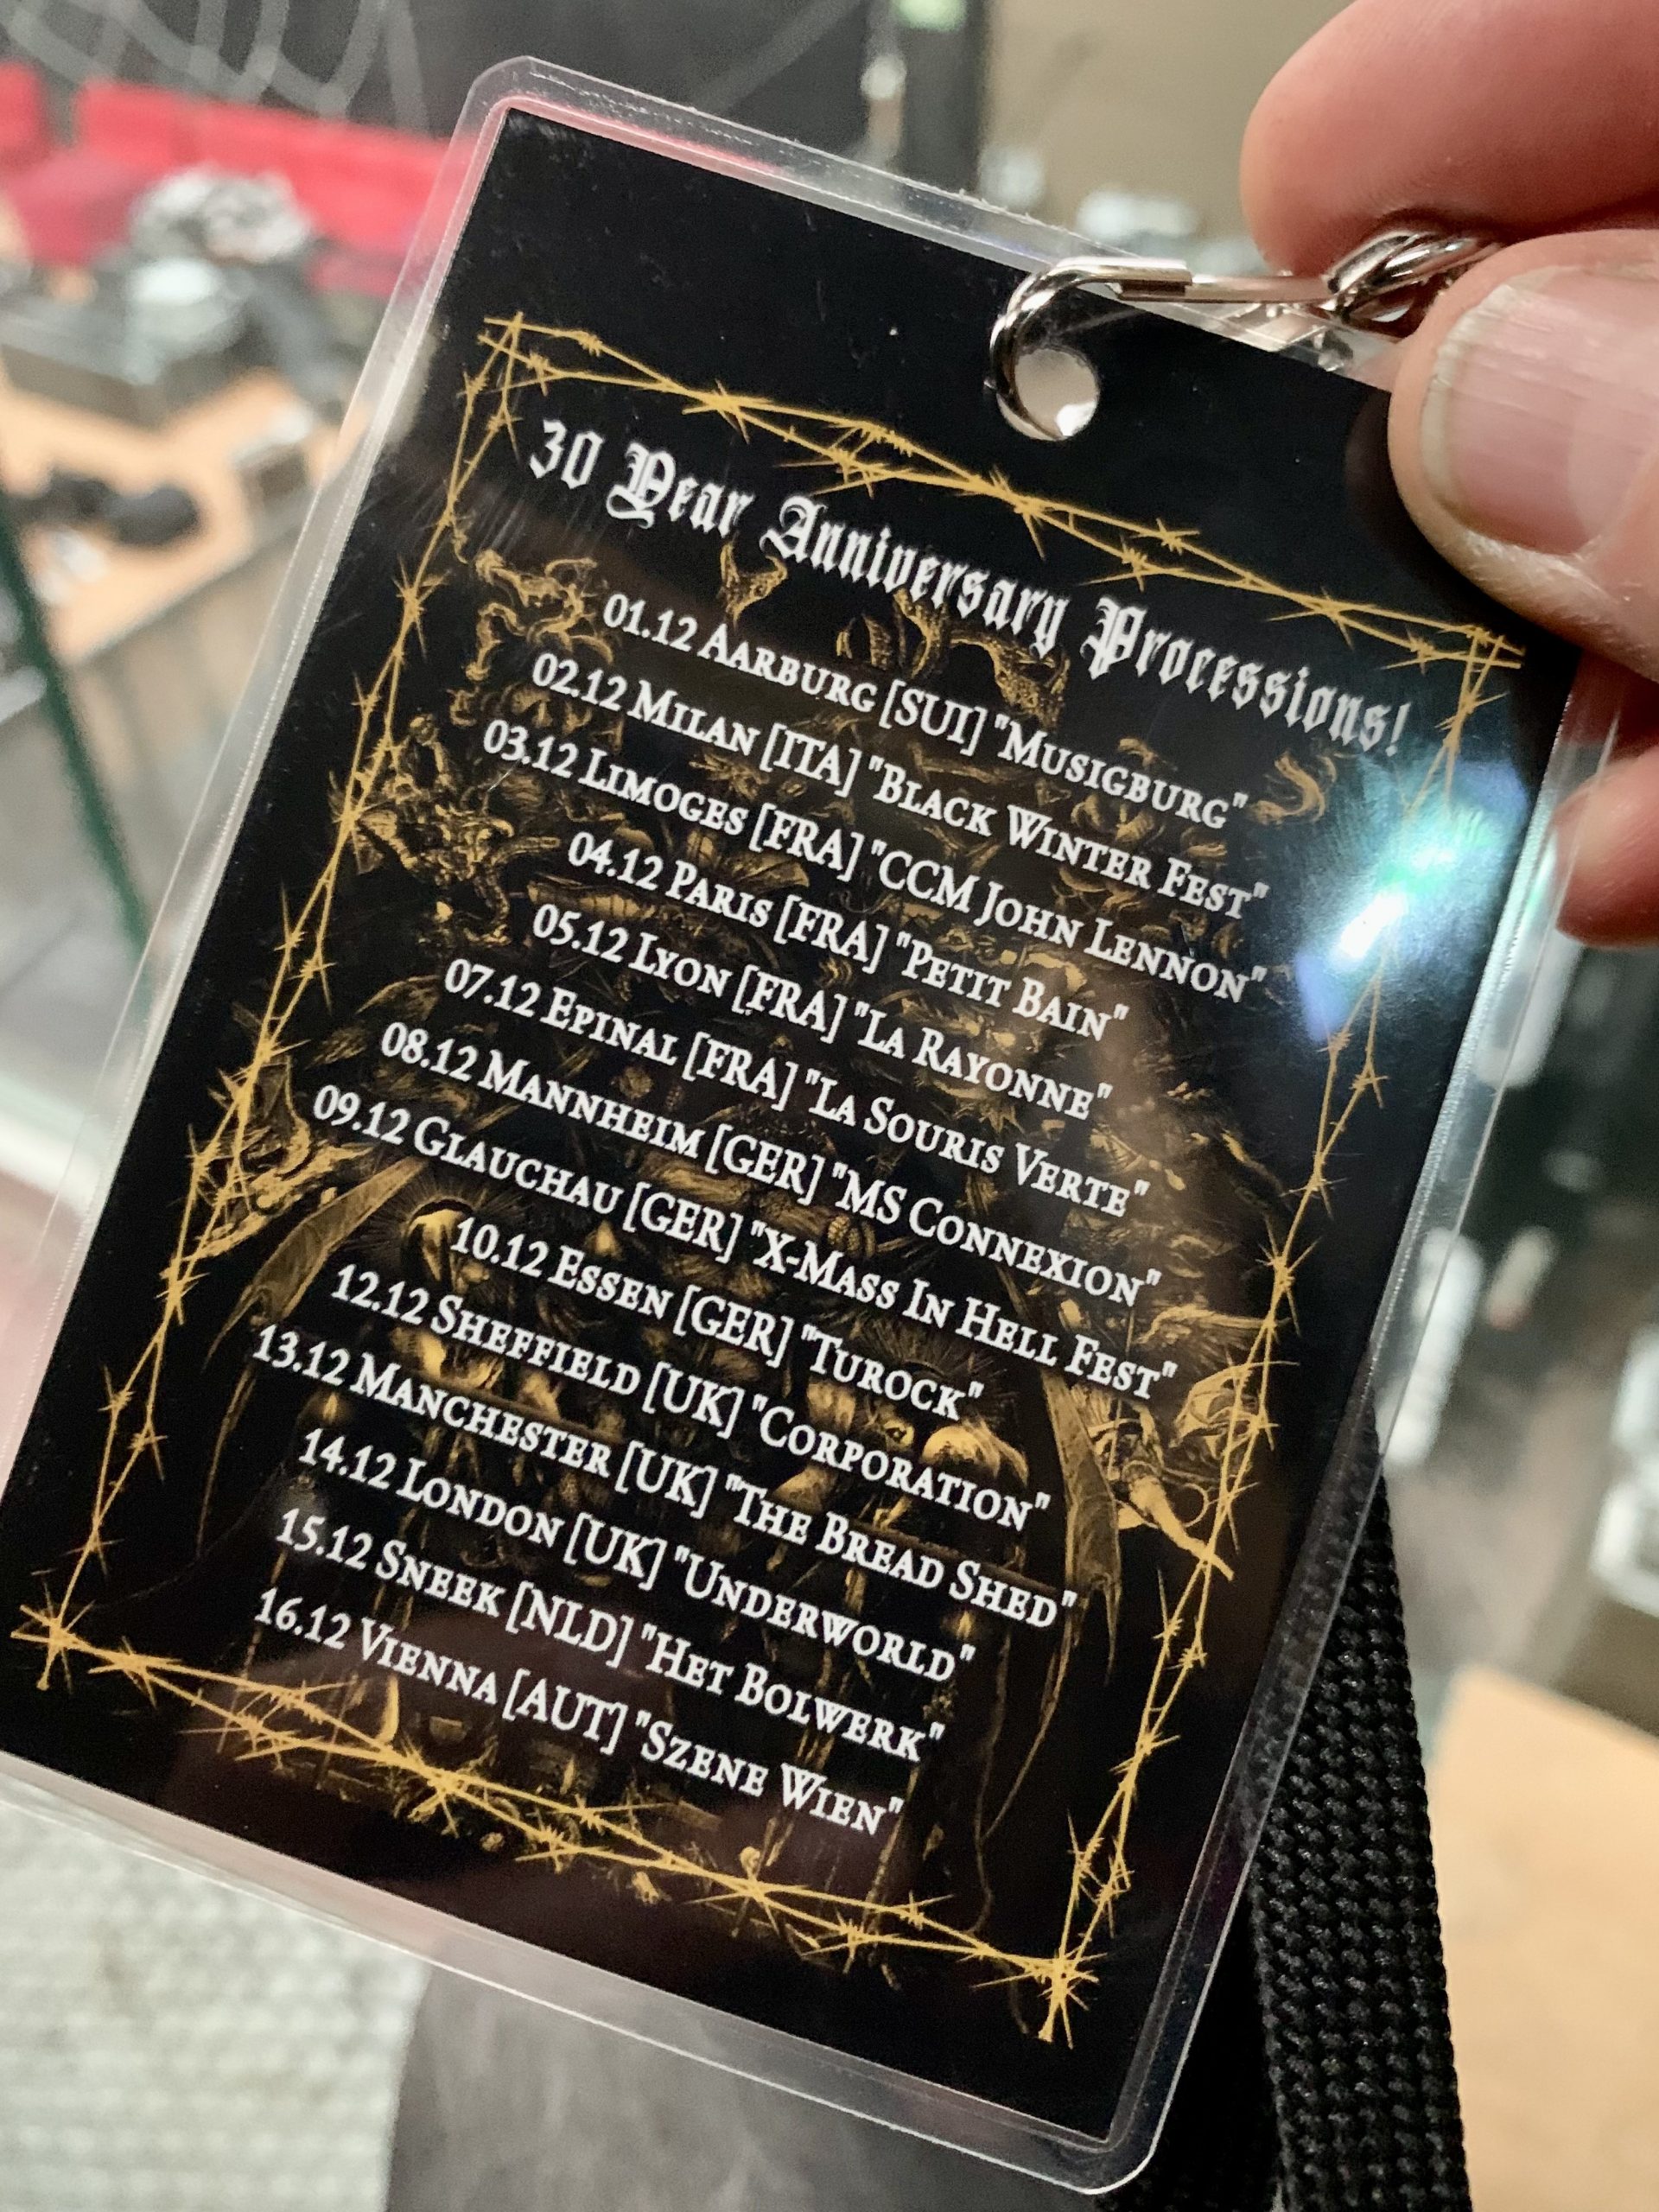 30 Year Anniversary Processions!
01.12 Aarburg [SUI] "Musigburg"
02.12 Milan [ITA] "Black Winter Fest"
03.12 Limoges [FRA] "CCM John Lennon"
04.12 Paris [FRA] "Petit Bain"
05.12 Lyon [FRA] "La Rayonne"
07.12 Epinal [FRA] "La Souris Verte"
08.12 Mannheim [GER] "MS Connexion"
09.12 Glauchau [GER] "X-Mass In Hell Fest"
10.12 Essen [GER] "Turock"
12.12 Sheffield [UK] "Corporation"
13.12 Manchester [UK] "The Bread Shed"
14.12 London [UK] "Underworld"
15.12 Sneek [NLD] "Het Bolwerk"
16.12 Vienna [AUT] "Szene Wien"